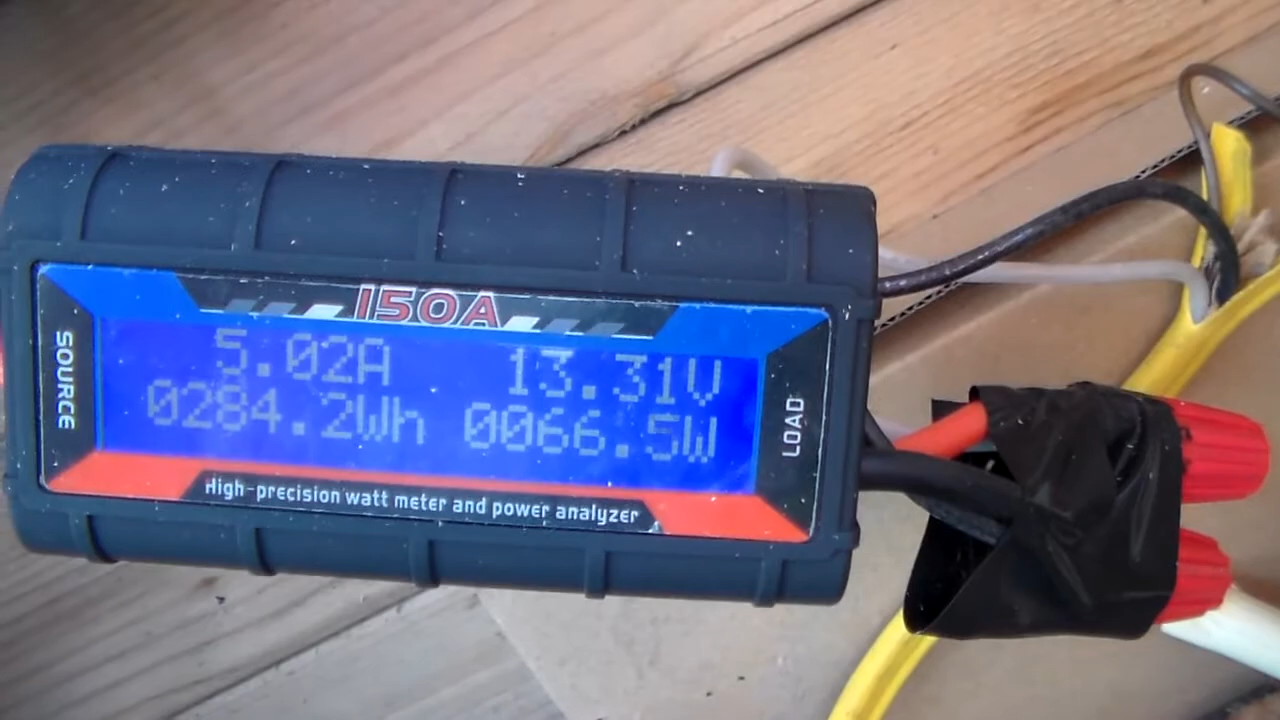 150A
SOURCE
5.02A 13.31V
0284.2Wh 0066.5W
LOAD
High-precision watt meter and power analyzer